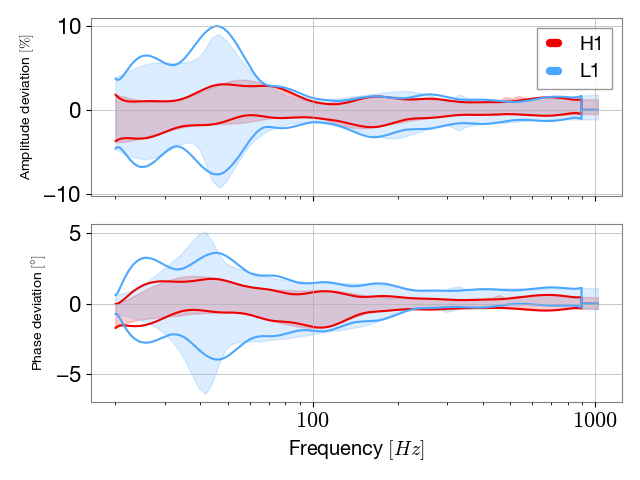 10
0
−10
Amplitude deviation [%]
H1
L1
5
0
−5
Phase deviation [°]
100
1000
Frequency [Hz]